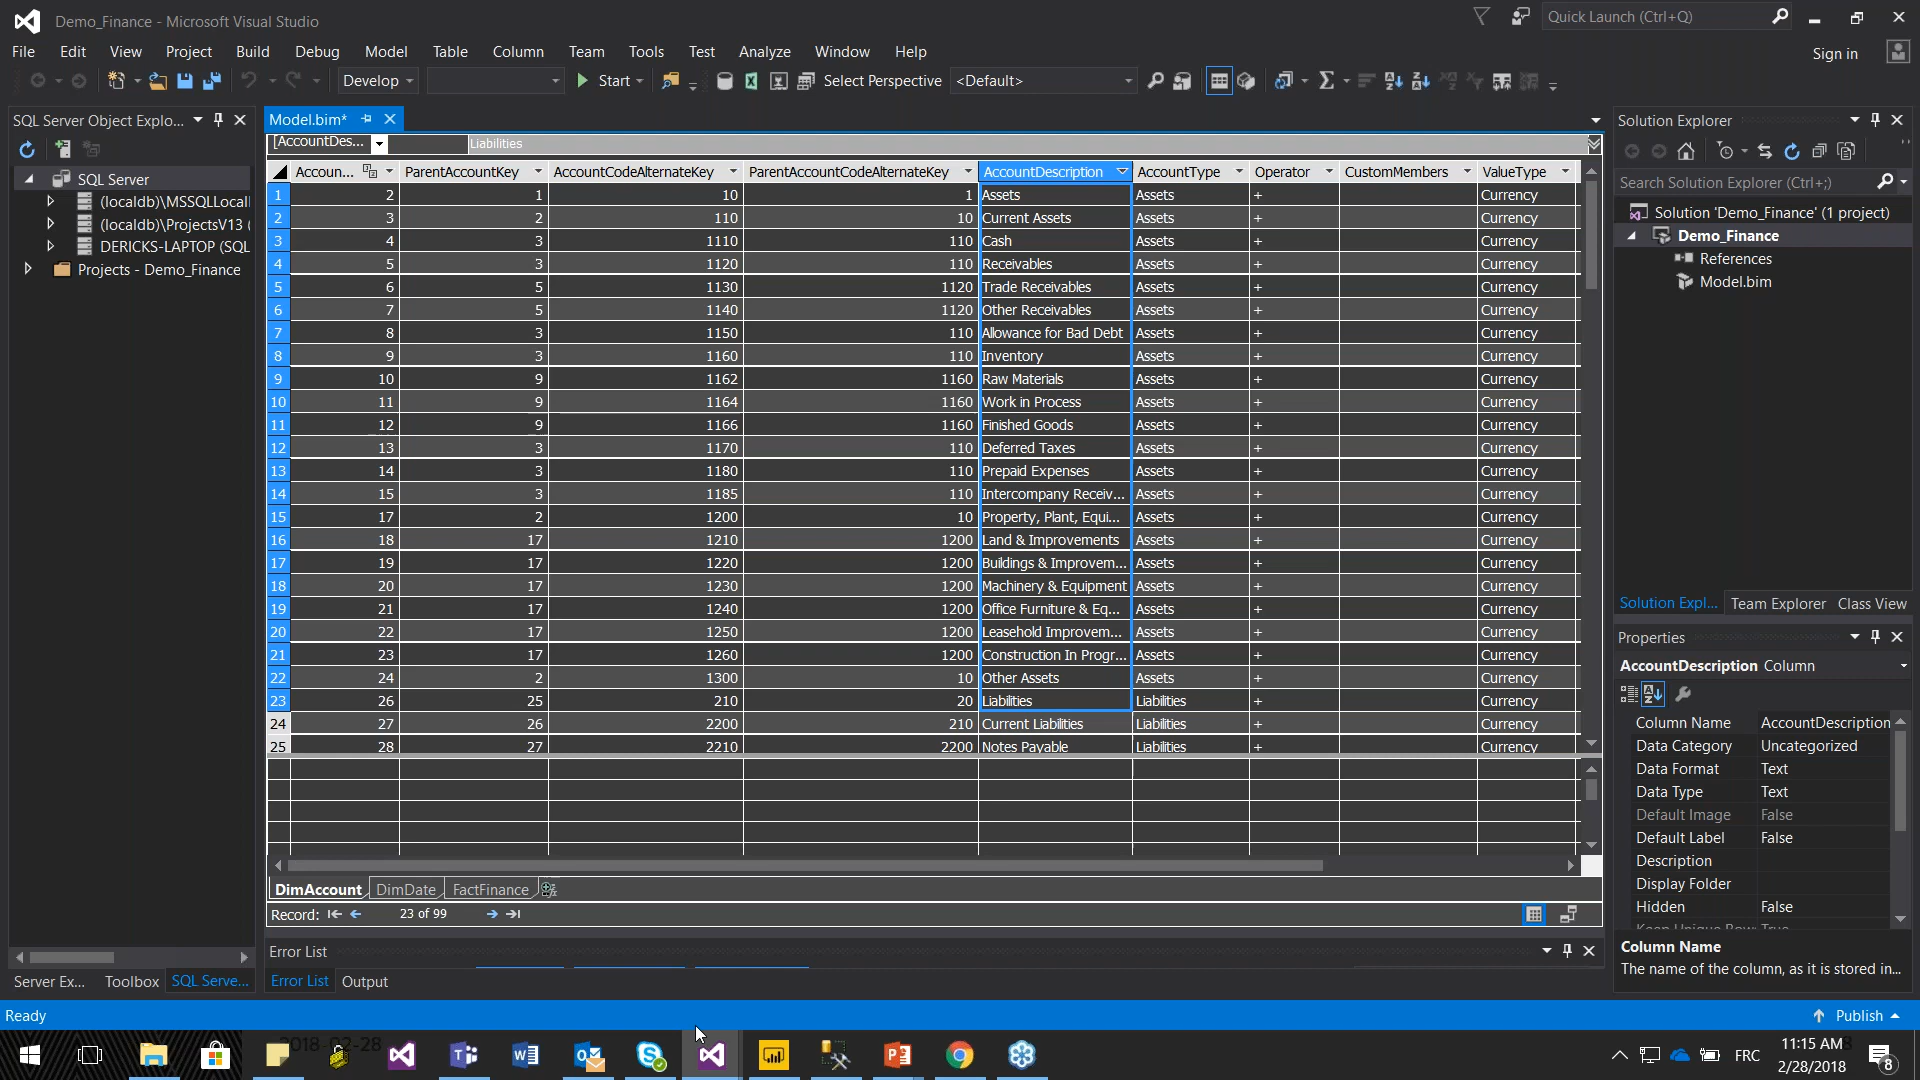 Demo_Finance - Microsoft Visual Studio
Quick Launch (Ctrl+Q)
File Edit View Project Build Debug Model Table Column Team Tools Test Analyze Window Help
Sign in
Develop Start Select Perspective <Default>
SQL Server Object Explo...
SQL Server
(localdb)\MSSQLLocal
(localdb)\ProjectsV13 (
DERICKS-LAPTOP (SQL
Projects - Demo_Finance
Server Ex... Toolbox SQL Serve...
Model.bim*
[AccountDes... Liabilities
Accoun... ParentAccountKey AccountCodeAlternateKey ParentAccountCodeAlternateKey AccountDescription AccountType Operator CustomMembers ValueType
1 2 1 10 1 Assets Assets + Currency
2 3 2 110 10 Current Assets Assets + Currency
3 4 3 1110 110 Cash Assets + Currency
4 5 3 1120 110 Receivables Assets + Currency
5 6 5 1130 1120 Trade Receivables Assets + Currency
6 7 5 1140 1120 Other Receivables Assets + Currency
7 8 3 1150 110 Allowance for Bad Debt Assets + Currency
8 9 3 1160 110 Inventory Assets + Currency
9 10 9 1162 1160 Raw Materials Assets + Currency
10 11 9 1164 1160 Work in Process Assets + Currency
11 12 9 1166 1160 Finished Goods Assets + Currency
12 13 3 1170 110 Deferred Taxes Assets + Currency
13 14 3 1180 110 Prepaid Expenses Assets + Currency
14 15 3 1185 110 Intercompany Receiv... Assets + Currency
15 17 2 1200 10 Property, Plant, Equi... Assets + Currency
16 18 17 1210 1200 Land & Improvements Assets + Currency
17 19 17 1220 1200 Buildings & Improvem... Assets + Currency
18 20 17 1230 1200 Machinery & Equipment Assets + Currency
19 21 17 1240 1200 Office Furniture & Eq... Assets + Currency
20 22 17 1250 1200 Leasehold Improvem... Assets + Currency
21 23 17 1260 1200 Construction In Progr... Assets + Currency
22 24 2 1300 10 Other Assets Assets + Currency
23 26 25 210 20 Liabilities Liabilities + Currency
24 27 26 2200 210 Current Liabilities Liabilities + Currency
25 28 27 2210 2200 Notes Payable Liabilities + Currency
DimAccount DimDate FactFinance
Record: 23 of 99
Error List
Error List Output
Solution Explorer
Search Solution Explorer (Ctrl+;)
Solution 'Demo_Finance' (1 project)
Demo_Finance
References
Model.bim
Solution Expl... Team Explorer Class View
Properties
AccountDescription Column
Column Name AccountDescription
Data Category Uncategorized
Data Format Text
Data Type Text
Default Image False
Default Label False
Description
Display Folder
Hidden False
Column Name
The name of the column, as it is stored in...
Ready
Publish
2018-02-28
FRC
11:15 AM
2/28/2018
8